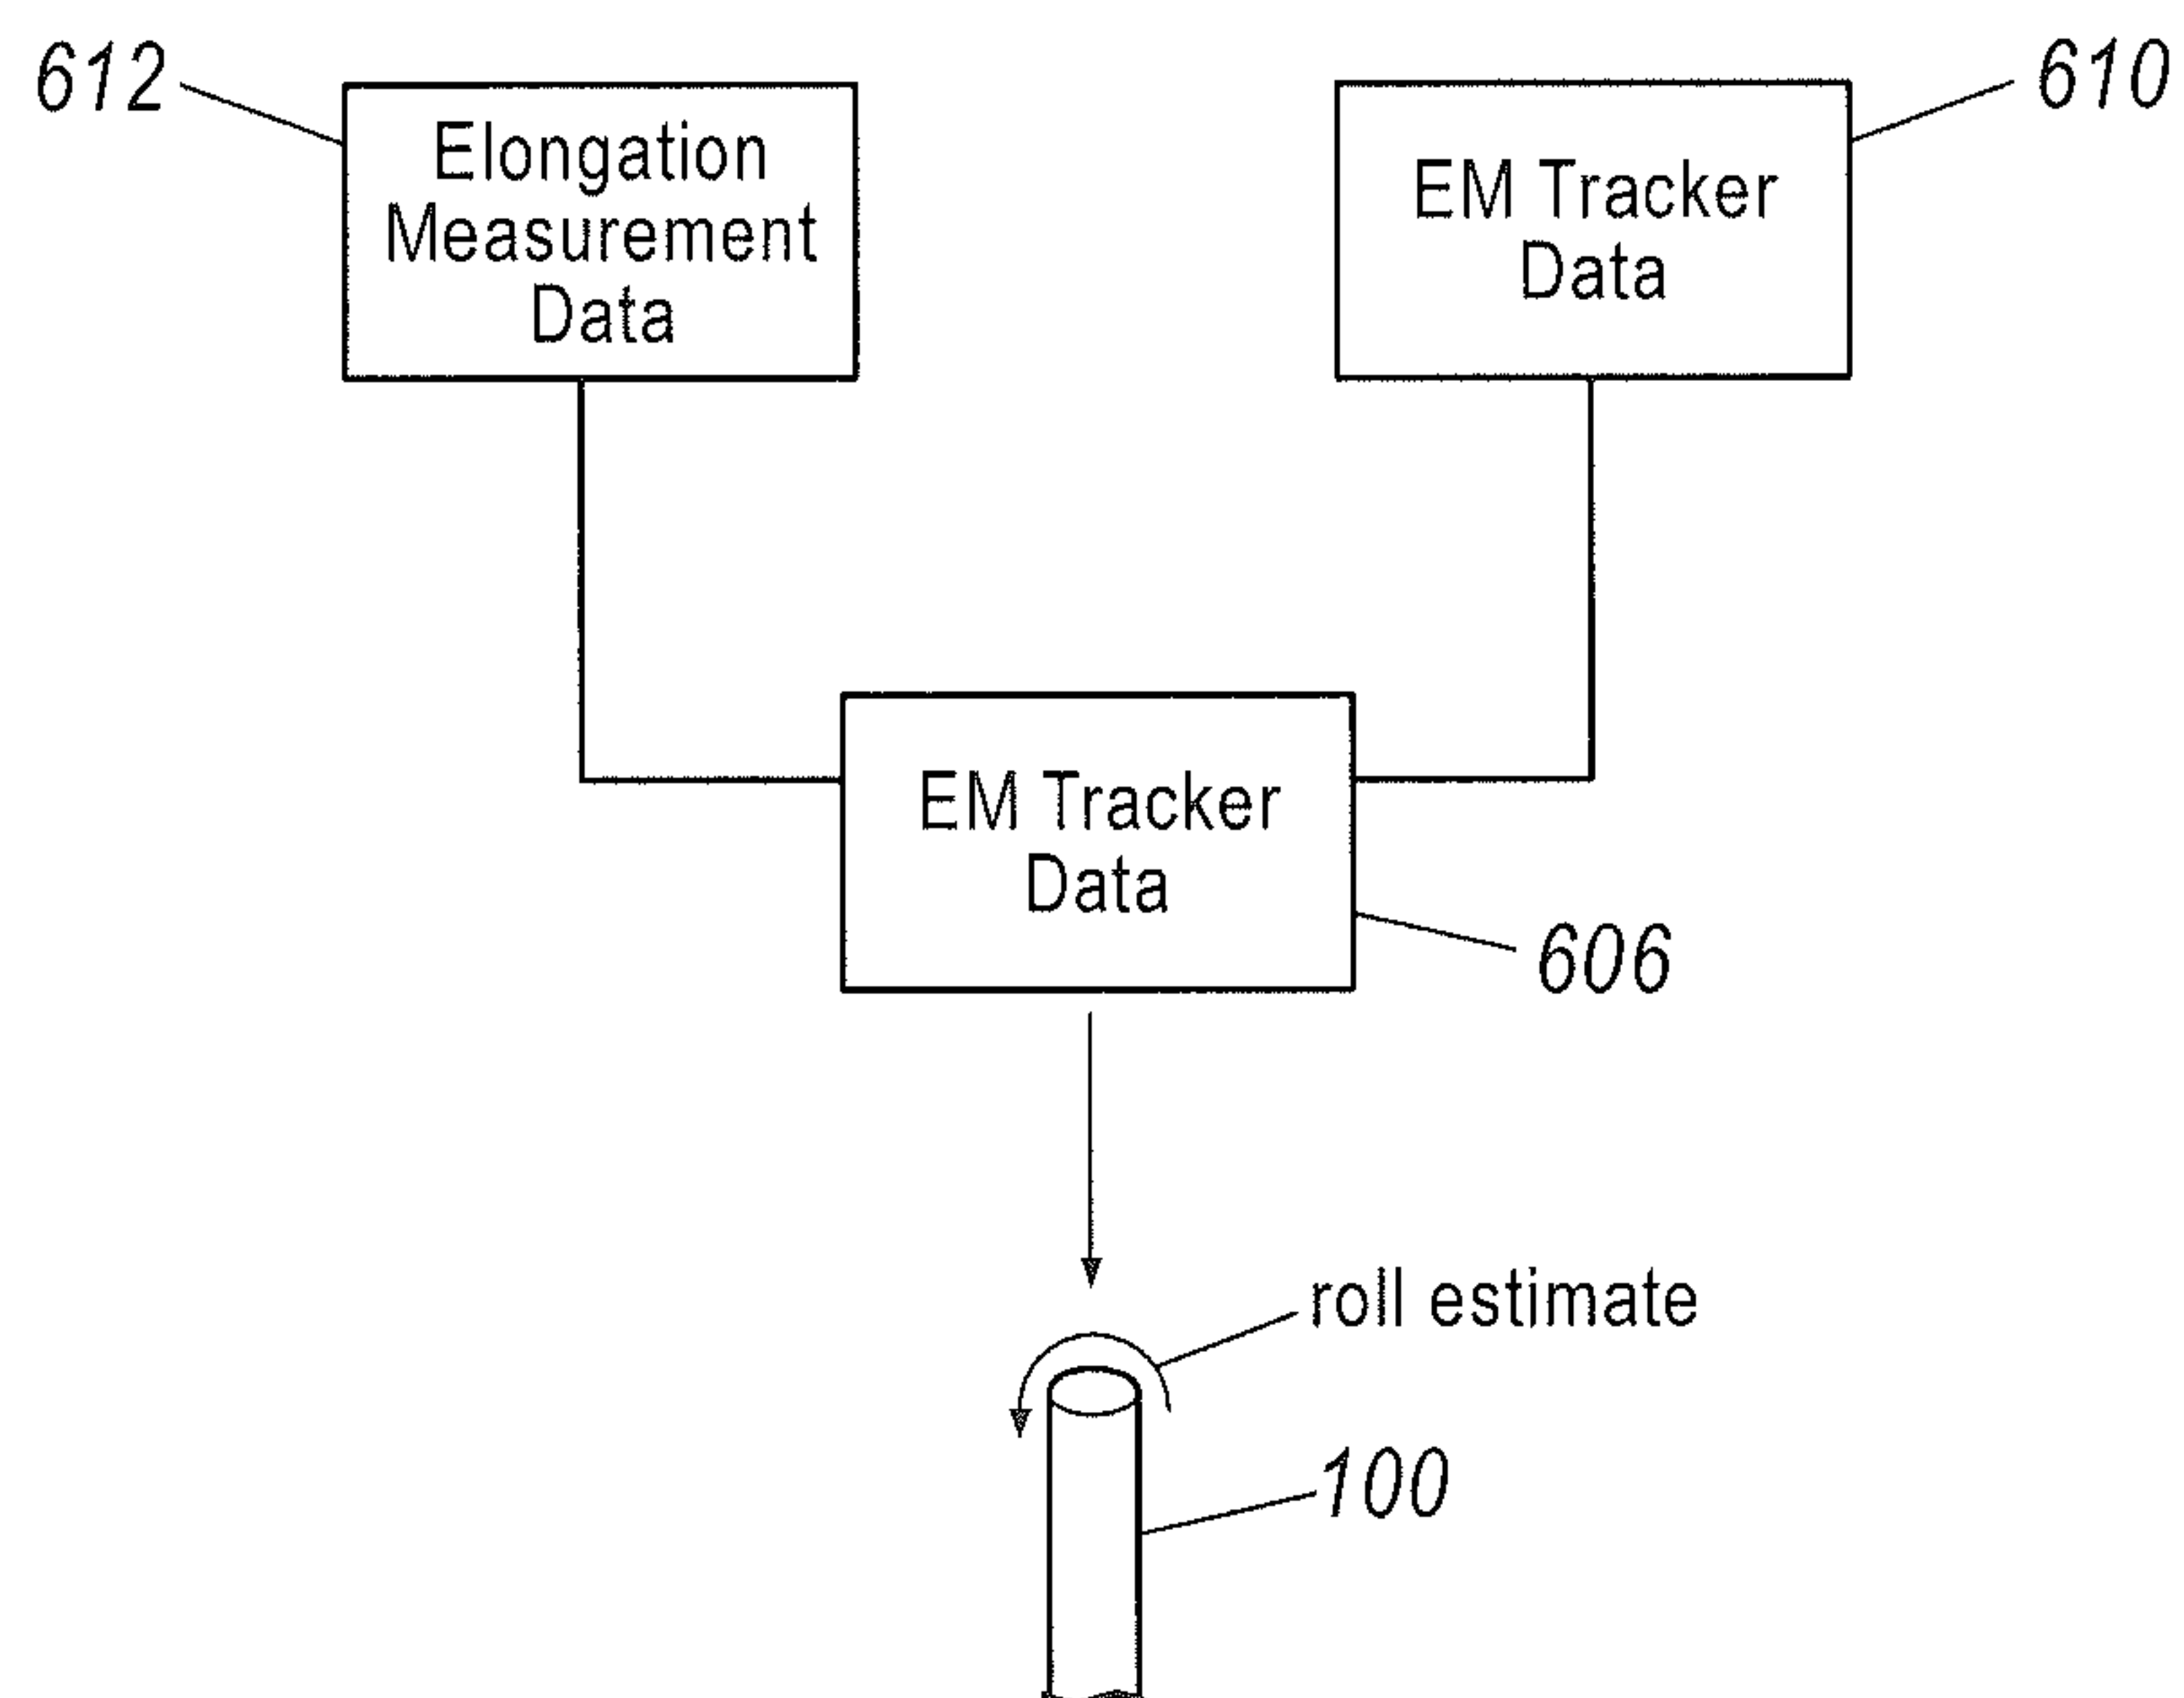 612
Elongation
Measurement
Data
610
EM Tracker
Data
EM Tracker
Data
606
roll estimate
100